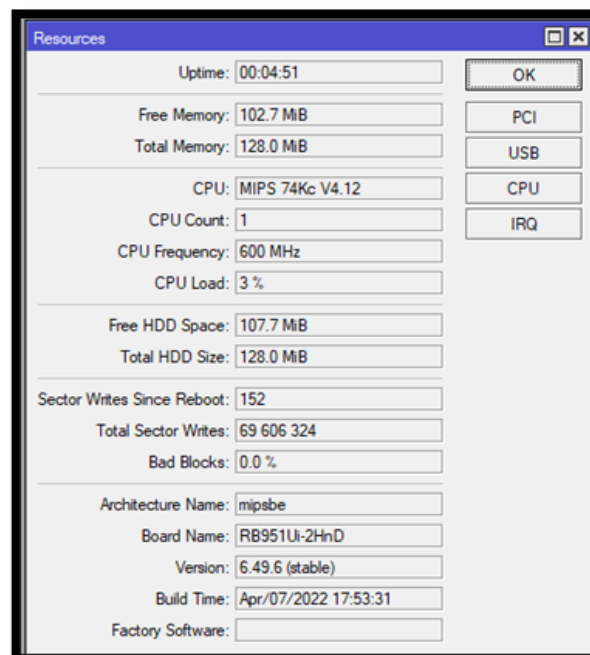 Resources
Uptime: 00:04:51
OK
Free Memory: 102.7 MiB
PCI
Total Memory: 128.0 MiB
USB
CPU: MIPS 74Kc V4.12
CPU
CPU Count: 1
IRQ
CPU Frequency: 600 MHz
CPU Load: 3 %
Free HDD Space: 107.7 MiB
Total HDD Size: 128.0 MiB
Sector Writes Since Reboot: 152
Total Sector Writes: 69 606 324
Bad Blocks: 0.0 %
Architecture Name: mipsbe
Board Name: RB951Ui-2HnD
Version: 6.49.6 (stable)
Build Time: Apr/07/2022 17:53:31
Factory Software: